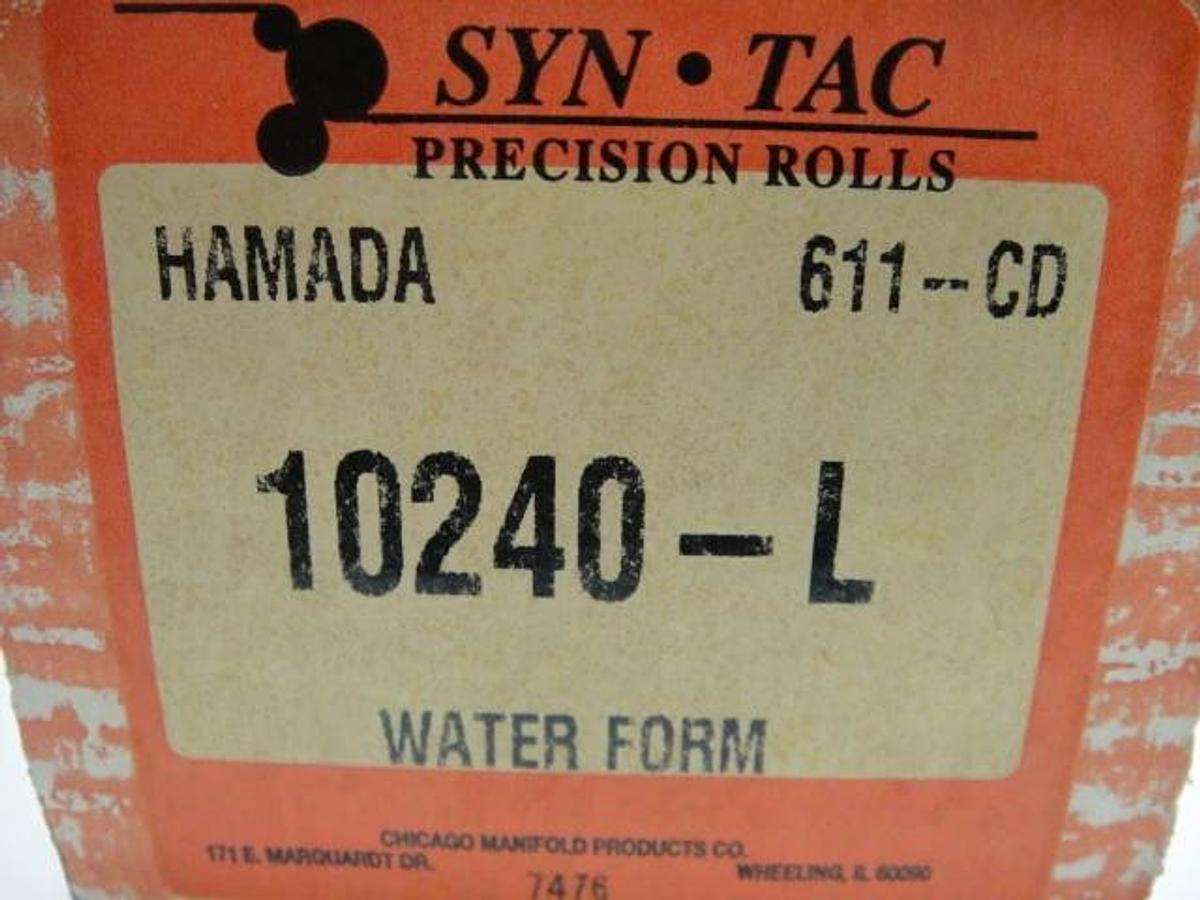 SYN • TAC
PRECISION ROLLS
HAMADA 611--CD
10240-L
WATER FORM
CHICAGO MANIFOLD PRODUCTS CO.
171 E. MARQUARDT DR. WHEELING, IL 60090
7476